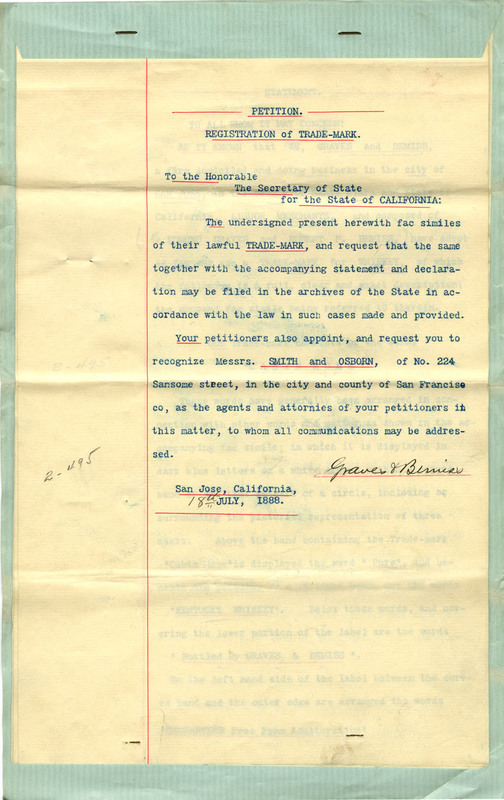 PETITION.
REGISTRATION of TRADE-MARK.
To the Honorable
The Secretary of State
for the State of CALIFORNIA:
The undersigned present herewith fac similes
of their lawful TRADE-MARK, and request that the same
together with the accompanying statement and declara-
tion may be filed in the archives of the State in ac-
cordance with the law in such cases made and provided.
Your petitioners also appoint, and request you to
recognize Messrs. SMITH and OSBORN, of No. 224
Sansome street, in the city and county of San Francisc
co, as the agents and attornies of your petitioners in
this matter, to whom all communications may be addres-
sed.
2-495
Graves & Bemiss
San Jose, California,
18th JULY, 1888.